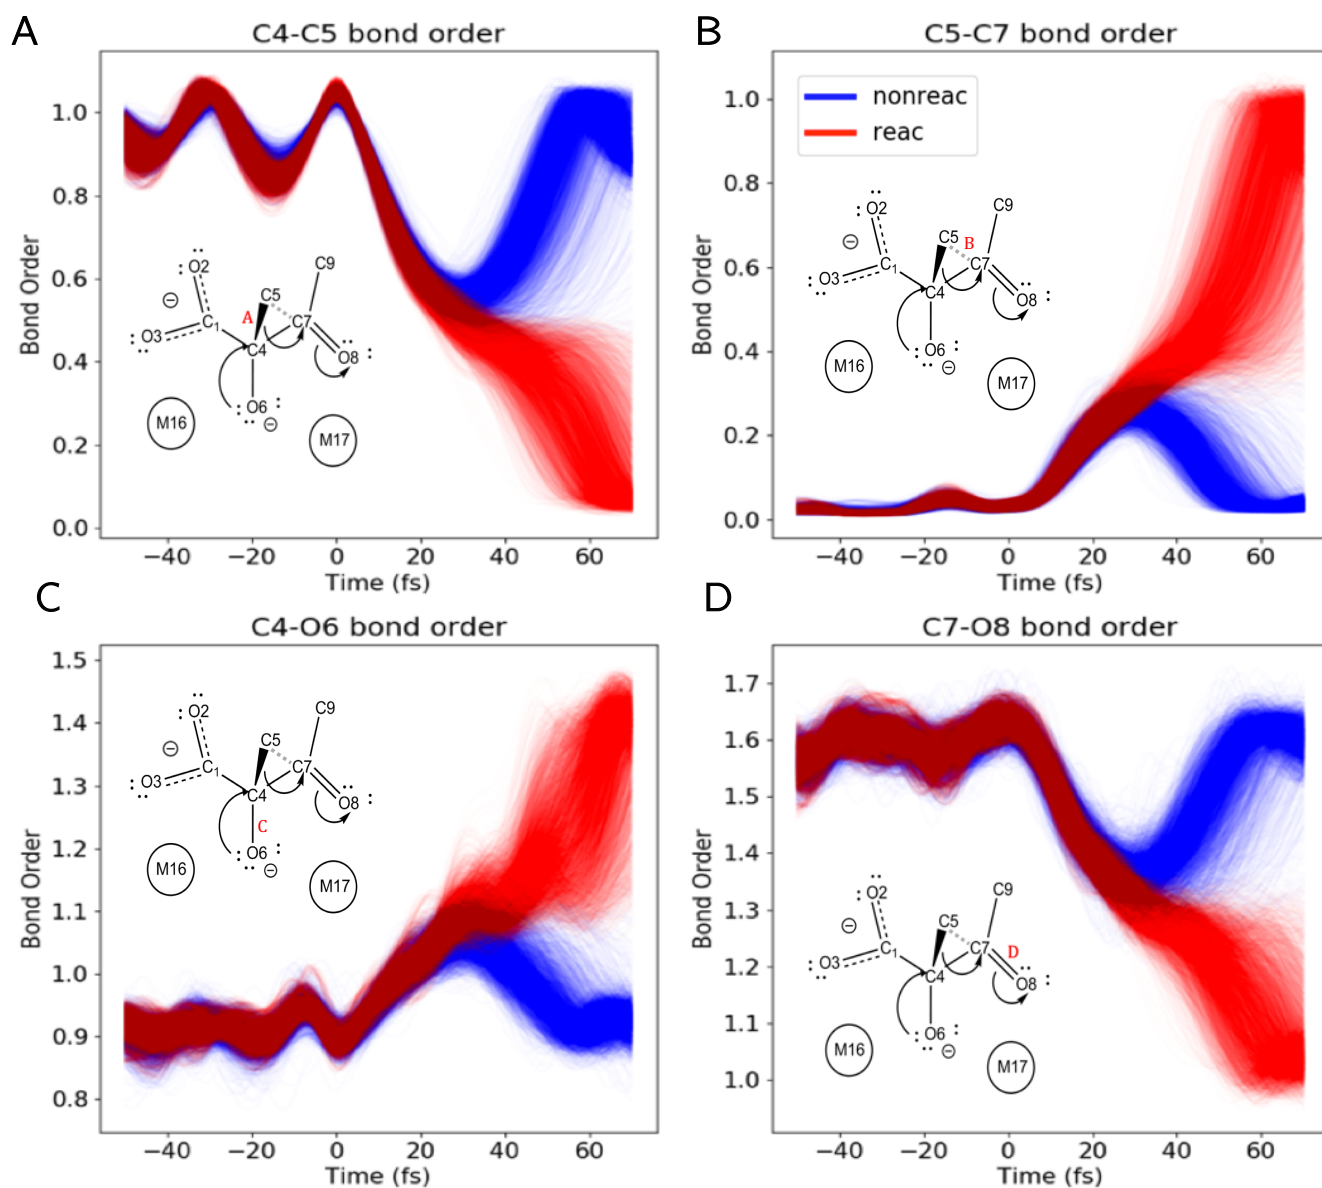 A
C4-C5 bond order
Bond Order
1.0
0.8
0.6
0.4
0.2
0.0
O2
⊖
O3
C1
C5
C9
A
C7
C4
O8
O6
⊖
M16
M17
−40 −20 0 20 40 60
Time (fs)
B
C5-C7 bond order
nonreac
reac
Bond Order
1.0
0.8
0.6
0.4
0.2
0.0
O2
⊖
O3
C1
C5
C9
B
C7
C4
O8
O6
⊖
M16
M17
−40 −20 0 20 40 60
Time (fs)
C
C4-O6 bond order
Bond Order
1.5
1.4
1.3
1.2
1.1
1.0
0.9
0.8
O2
⊖
O3
C1
C5
C9
C7
C4
O8
C
O6
⊖
M16
M17
−40 −20 0 20 40 60
Time (fs)
D
C7-O8 bond order
Bond Order
1.7
1.6
1.5
1.4
1.3
1.2
1.1
1.0
O2
⊖
O3
C1
C5
C9
C7
D
C4
O8
O6
⊖
M16
M17
−40 −20 0 20 40 60
Time (fs)